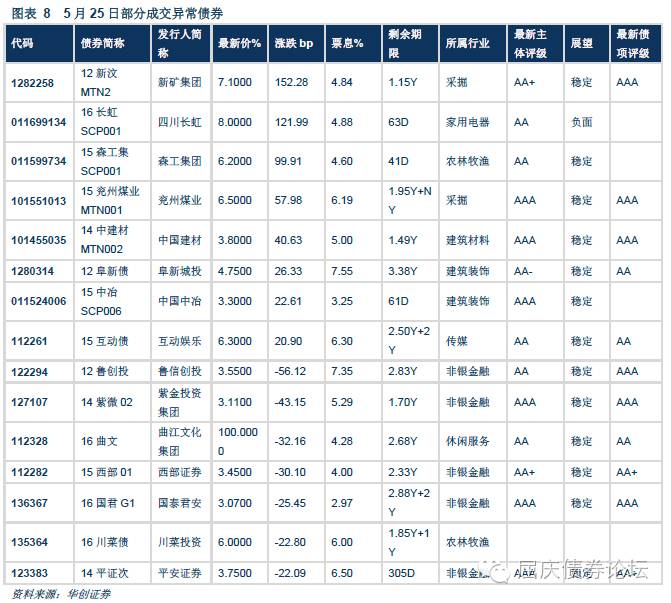 图表 8 5 月 25 日部分成交异常债券
代码 债券简称 发行人简称 最新价% 涨跌 bp 票息% 剩余期限 所属行业 最新主体评级 展望 最新债项评级
1282258 12 新汶 MTN2 新矿集团 7.1000 152.28 4.84 1.15Y 采掘 AA+ 稳定 AAA
011699134 16 长虹 SCP001 四川长虹 8.0000 121.99 4.88 63D 家用电器 AA 负面
011599734 15 森工集 SCP001 森工集团 6.2000 99.91 4.60 41D 农林牧渔 AA 稳定
101551013 15 兖州煤业 MTN001 兖州煤业 6.5000 57.98 6.19 1.95Y+NY 采掘 AAA 稳定 AAA
101455035 14 中建材 MTN002 中国建材 3.8000 40.63 5.00 1.49Y 建筑材料 AAA 稳定 AAA
1280314 12 阜新债 阜新城投 4.7500 26.33 7.55 3.38Y 建筑装饰 AA- 稳定 AA
011524006 15 中冶 SCP006 中国中冶 3.3000 22.61 3.25 61D 建筑装饰 AAA 稳定
112261 15 互动债 互动娱乐 6.3000 20.90 6.30 2.50Y+2Y 传媒 AA 稳定 AA
122294 12 鲁创投 鲁信创投 3.5500 -56.12 7.35 2.83Y 非银金融 AA 稳定 AAA
127107 14 紫微 02 紫金投资集团 3.1100 -43.15 5.29 1.70Y 非银金融 AAA 稳定 AAA
112328 16 曲文 曲江文化集团 100.0000 -32.16 4.28 2.68Y 休闲服务 AA 稳定 AA
112282 15 西部 01 西部证券 3.4500 -30.10 4.00 2.33Y 非银金融 AA+ 稳定 AA+
136367 16 国君 G1 国泰君安 3.0700 -25.45 2.97 2.88Y+2Y 非银金融 AAA 稳定 AAA
135364 16 川菜债 川菜投资 6.0000 -22.80 6.00 1.85Y+1Y 农林牧渔
123383 14 平证次 平安证券 3.7500 -22.09 6.50 305D 非银金融 AAA 稳定 AA+
屈庆债券论坛
资料来源：华创证券